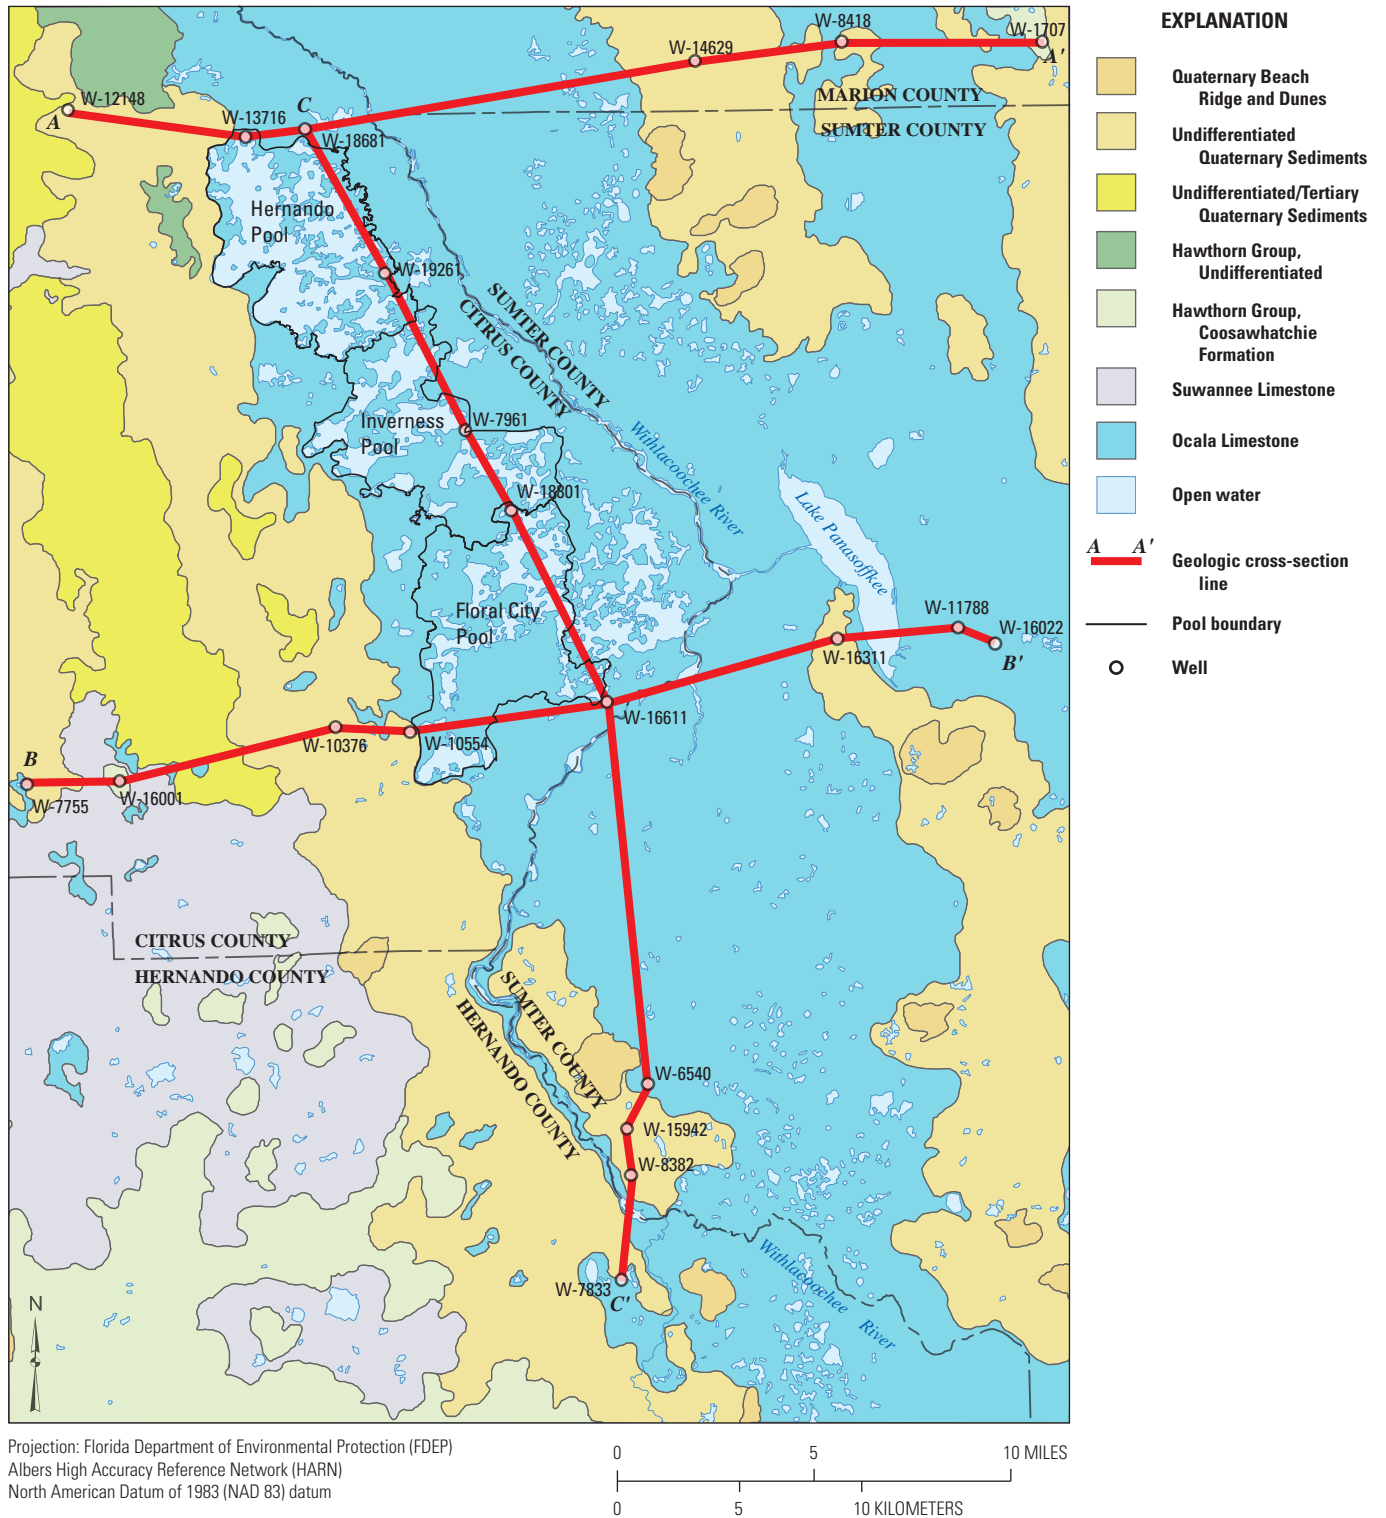 W-8418
W-1707
W-14629
A'
W-12148
A
C
W-13716
W-18681
MARION COUNTY
SUMTER COUNTY
Hernando
Pool
W-19261
SUMTER COUNTY
CITRUS COUNTY
Inverness
Pool
W-7961
Withlacoochee River
W-18801
Lake Panasoffkee
Floral City
Pool
W-11788
W-16022
W-16311
B'
W-16611
W-10376
W-10554
B
W-7755
W-16001
CITRUS COUNTY
HERNANDO COUNTY
SUMTER COUNTY
HERNANDO COUNTY
W-6540
W-15942
W-8382
W-7833
C'
Withlacoochee
River
N
EXPLANATION
Quaternary Beach
Ridge and Dunes
Undifferentiated
Quaternary Sediments
Undifferentiated/Tertiary
Quaternary Sediments
Hawthorn Group,
Undifferentiated
Hawthorn Group,
Coosawhatchie
Formation
Suwannee Limestone
Ocala Limestone
Open water
A A'
Geologic cross-section
line
Pool boundary
Well
Projection: Florida Department of Environmental Protection (FDEP)
Albers High Accuracy Reference Network (HARN)
North American Datum of 1983 (NAD 83) datum
0 5 10 MILES
0 5 10 KILOMETERS